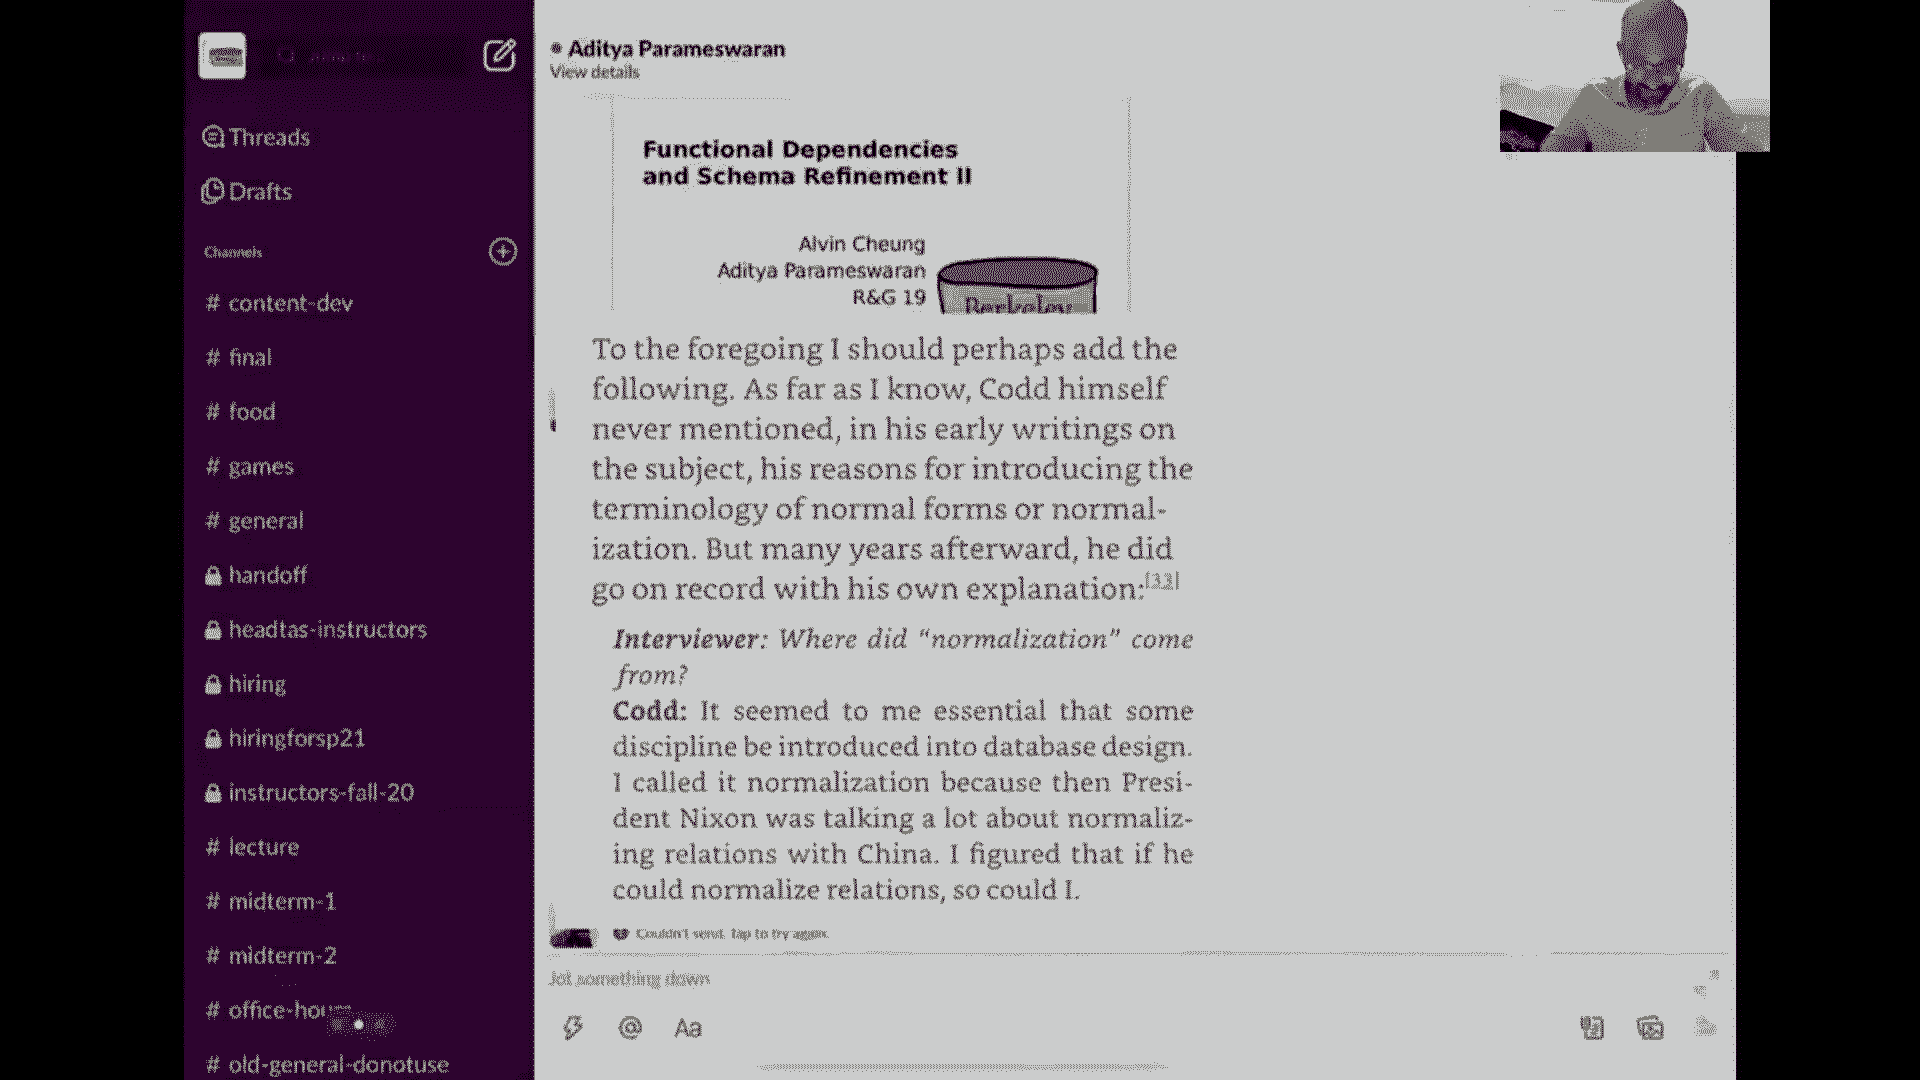 Threads
Drafts
Channels
# content-dev
# final
# food
# games
# general
handoff
headtas-instructors
hiring
hiringforsp21
instructors-fall-20
# lecture
# midterm-1
# midterm-2
# office-hou
# old-general-donotuse
Aditya Parameswaran
View details
Functional Dependencies
and Schema Refinement II
Alvin Cheung
Aditya Parameswaran
R&G 19
Berkeley
To the foregoing I should perhaps add the
following. As far as I know, Codd himself
never mentioned, in his early writings on
the subject, his reasons for introducing the
terminology of normal forms or normal-
ization. But many years afterward, he did
go on record with his own explanation:[33]
Interviewer: Where did “normalization” come
from?
Codd: It seemed to me essential that some
discipline be introduced into database design.
I called it normalization because then Presi-
dent Nixon was talking a lot about normaliz-
ing relations with China. I figured that if he
could normalize relations, so could I.
Couldn't send. Tap to try again.
Jot something down
@
Aa